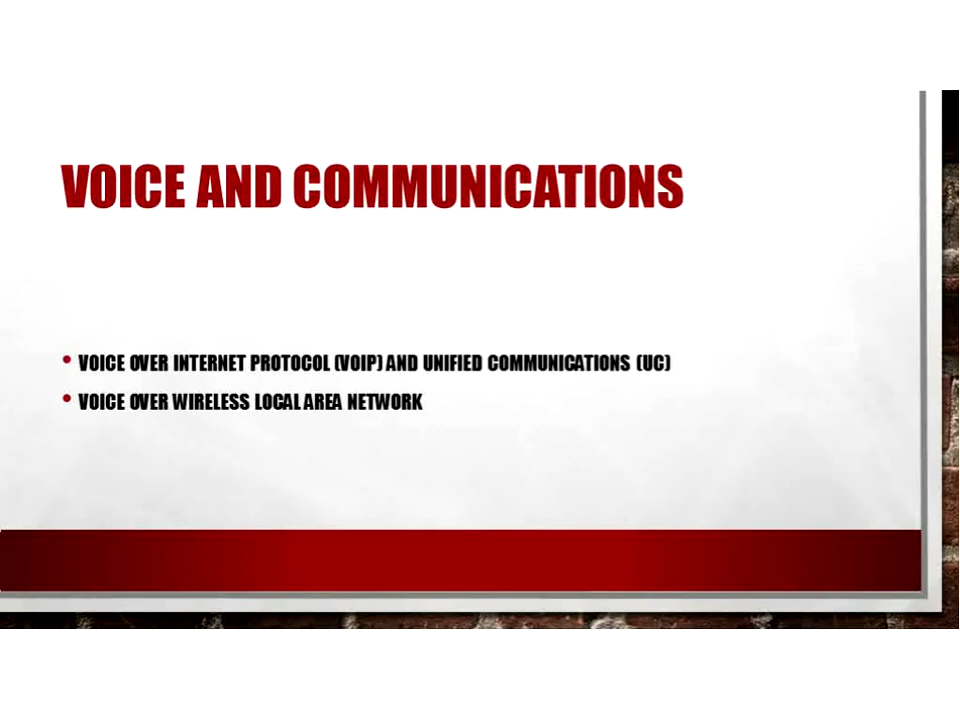 VOICE AND COMMUNICATIONS
• VOICE OVER INTERNET PROTOCOL (VOIP) AND UNIFIED COMMUNICATIONS (UC)
• VOICE OVER WIRELESS LOCAL AREA NETWORK